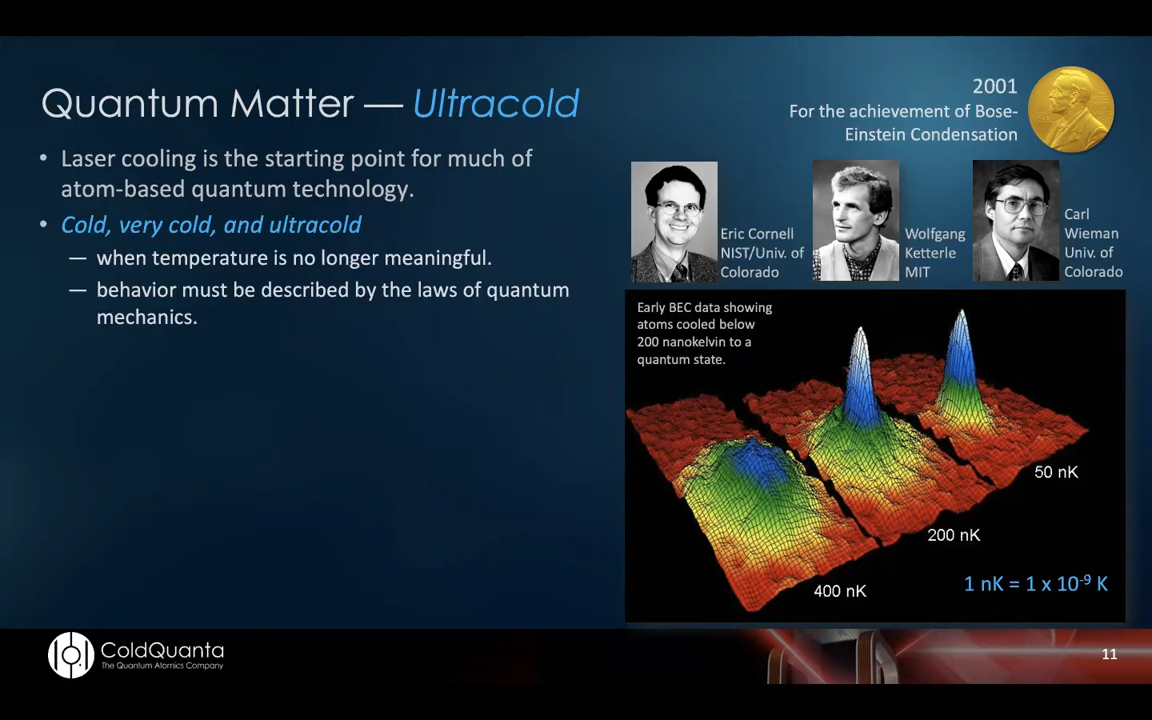 Quantum Matter — Ultracold
• Laser cooling is the starting point for much of
atom-based quantum technology.
• Cold, very cold, and ultracold
— when temperature is no longer meaningful.
— behavior must be described by the laws of quantum
mechanics.
2001
For the achievement of Bose-
Einstein Condensation
Eric Cornell
NIST/Univ. of
Colorado
Wolfgang
Ketterle
MIT
Carl
Wieman
Univ. of
Colorado
Early BEC data showing
atoms cooled below
200 nanokelvin to a
quantum state.
50 nK
200 nK
400 nK
1 nK = 1 x 10⁻⁹ K
ColdQuanta
The Quantum Atomics Company
11